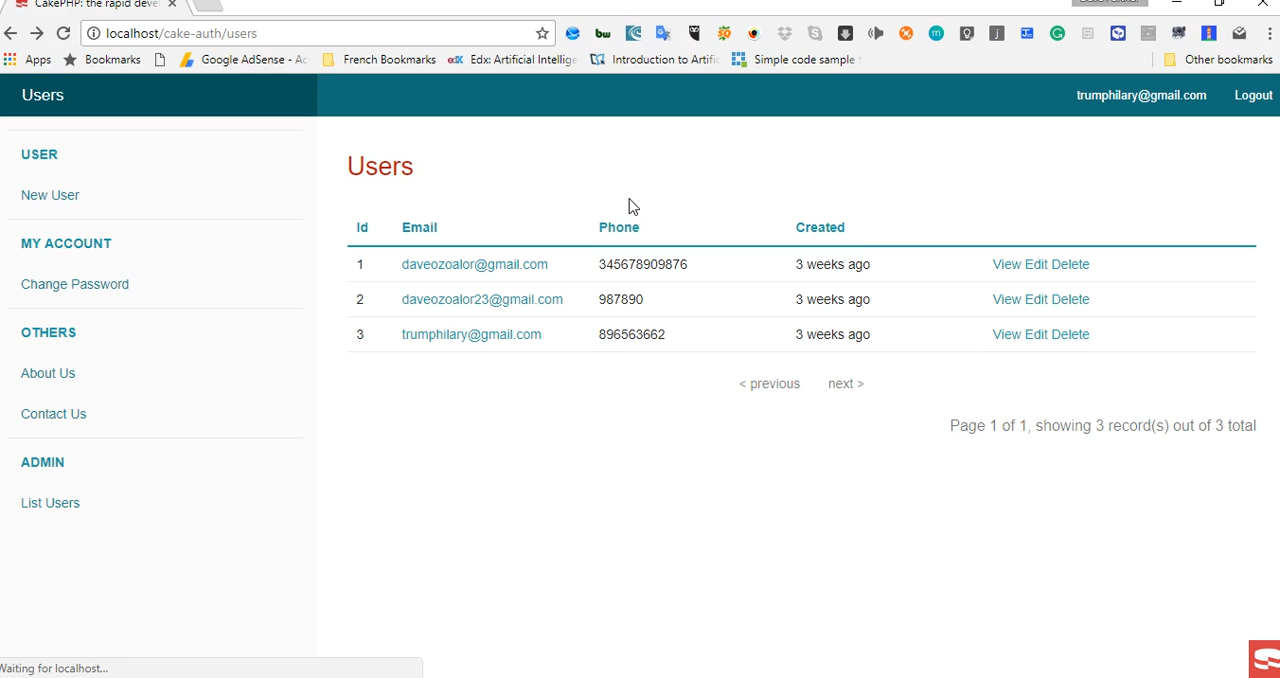 CakePHP: the rapid deve
localhost/cake-auth/users
Apps Bookmarks Google AdSense - Ac French Bookmarks Edx: Artificial Intellige Introduction to Artific Simple code sample Other bookmarks
Users trumphilary@gmail.com Logout
USER
New User
MY ACCOUNT
Change Password
OTHERS
About Us
Contact Us
ADMIN
List Users
Users
Id Email Phone Created
1 daveozoalor@gmail.com 345678909876 3 weeks ago View Edit Delete
2 daveozoalor23@gmail.com 987890 3 weeks ago View Edit Delete
3 trumphilary@gmail.com 896563662 3 weeks ago View Edit Delete
< previous next >
Page 1 of 1, showing 3 record(s) out of 3 total
Waiting for localhost...